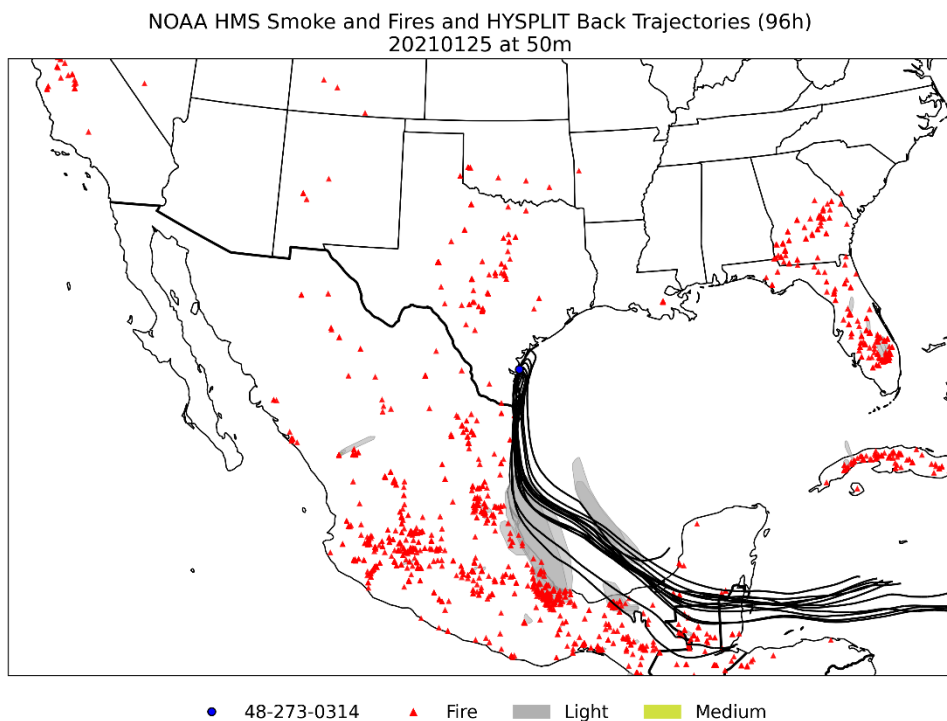 NOAA HMS Smoke and Fires and HYSPLIT Back Trajectories (96h)
20210125 at 50m
48-273-0314 Fire Light Medium